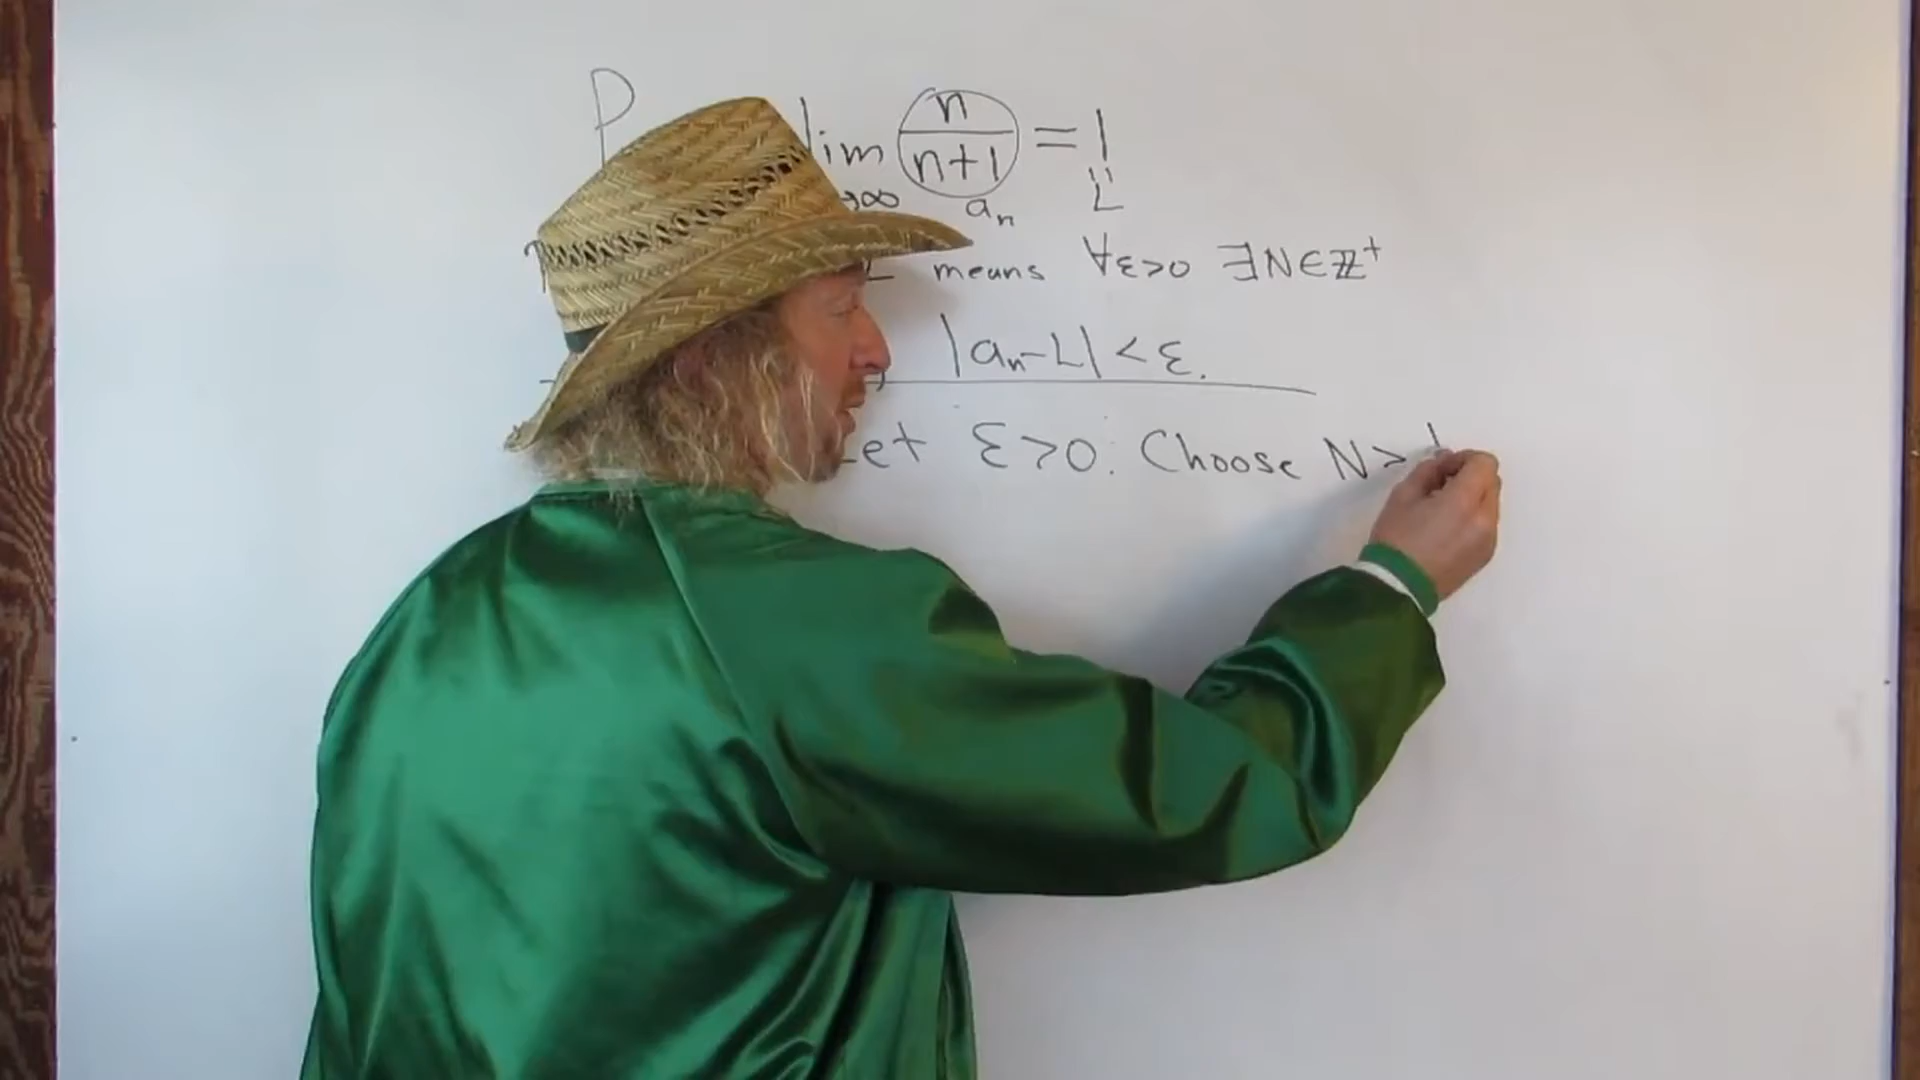 P lim n/n+1 = 1
→∞ aₙ " L
L means ∀ε>0 ∃N∈ℤ⁺
|aₙ-L|<ε.
Let ε>0. Choose N>